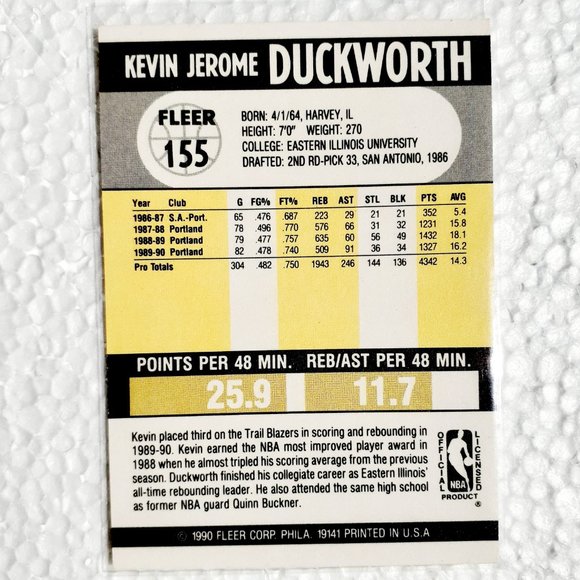 KEVIN JEROME DUCKWORTH
FLEER
155
BORN: 4/1/64, HARVEY, IL
HEIGHT: 7'0" WEIGHT: 270
COLLEGE: EASTERN ILLINOIS UNIVERSITY
DRAFTED: 2ND RD-PICK 33, SAN ANTONIO, 1986
Year Club G FG% FT% REB AST STL BLK PTS AVG
1986-87 S.A.-Port. 65 .476 .687 223 29 21 21 352 5.4
1987-88 Portland 78 .496 .770 576 66 31 32 1231 15.8
1988-89 Portland 79 .477 .757 635 60 56 49 1432 18.1
1989-90 Portland 82 .478 .740 509 91 36 34 1327 16.2
Pro Totals 304 .482 .750 1943 246 144 136 4342 14.3
POINTS PER 48 MIN. REB/AST PER 48 MIN.
25.9 11.7
Kevin placed third on the Trail Blazers in scoring and rebounding in
1989-90. Kevin earned the NBA most improved player award in
1988 when he almost tripled his scoring average from the previous
season. Duckworth finished his collegiate career as Eastern Illinois'
all-time rebounding leader. He also attended the same high school
as former NBA guard Quinn Buckner.
OFFICIAL
LICENSED
NBA
PRODUCT ®
© 1990 FLEER CORP. PHILA. 19141 PRINTED IN U.S.A